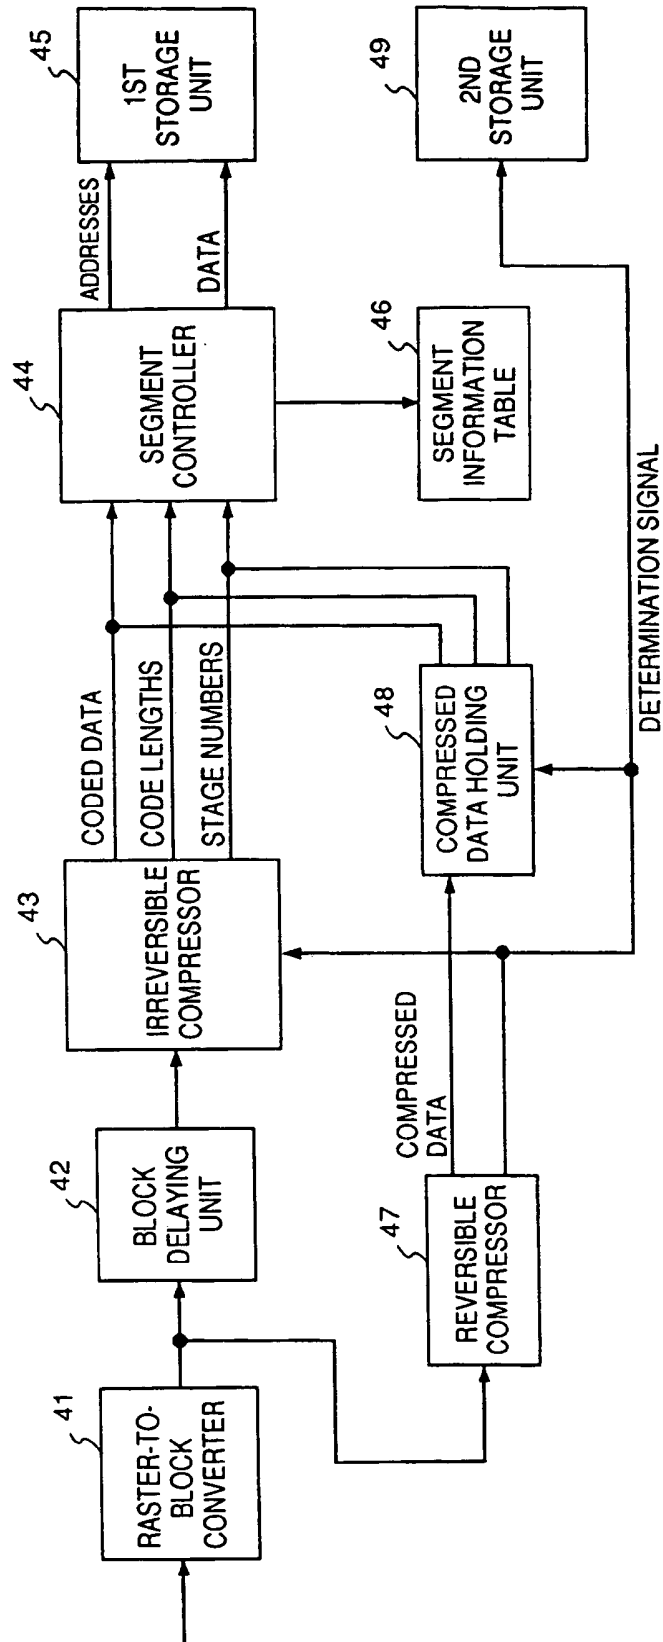 41
RASTER-TO-
BLOCK
CONVERTER
42
BLOCK
DELAYING
UNIT
43
IRREVERSIBLE
COMPRESSOR
CODED DATA
CODE LENGTHS
STAGE NUMBERS
44
SEGMENT
CONTROLLER
ADDRESSES
DATA
45
1ST
STORAGE
UNIT
46
SEGMENT
INFORMATION
TABLE
47
REVERSIBLE
COMPRESSOR
COMPRESSED
DATA
48
COMPRESSED
DATA HOLDING
UNIT
49
2ND
STORAGE
UNIT
DETERMINATION SIGNAL